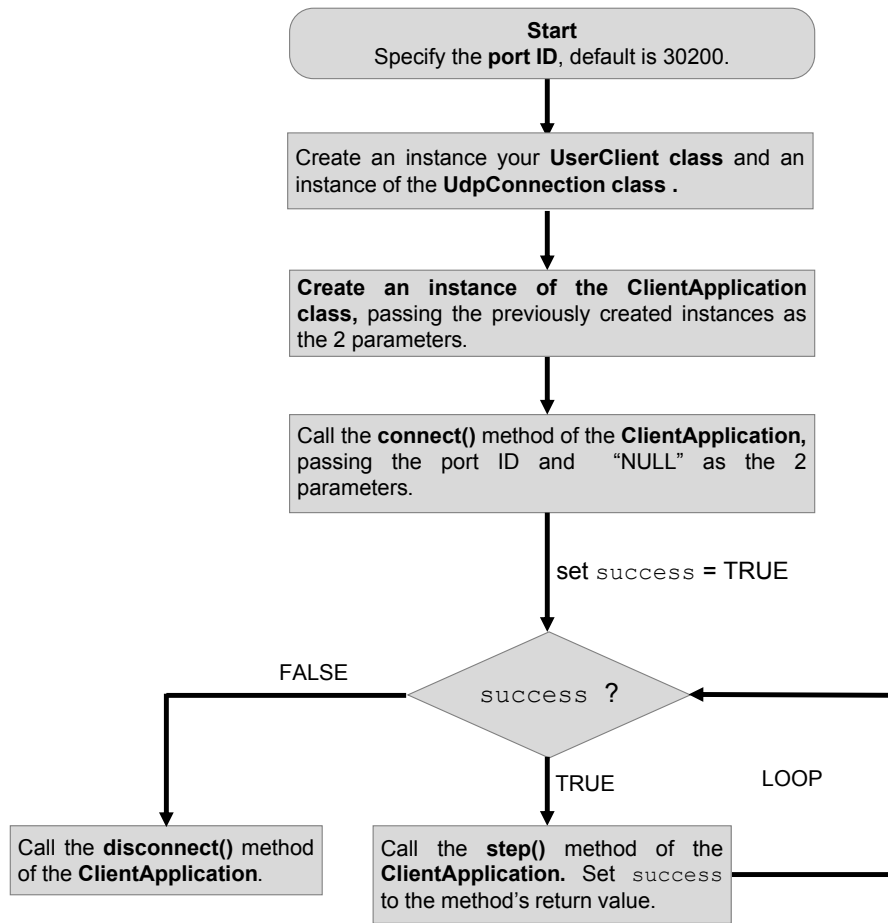 Start
Specify the port ID, default is 30200.
Create an instance your UserClient class and an
instance of the UdpConnection class .
Create an instance of the ClientApplication
class, passing the previously created instances as
the 2 parameters.
Call the connect() method of the ClientApplication,
passing the port ID and “NULL” as the 2
parameters.
set success = TRUE
FALSE
success ?
TRUE
LOOP
Call the disconnect() method
of the ClientApplication.
Call the step() method of the
ClientApplication. Set success
to the method’s return value.